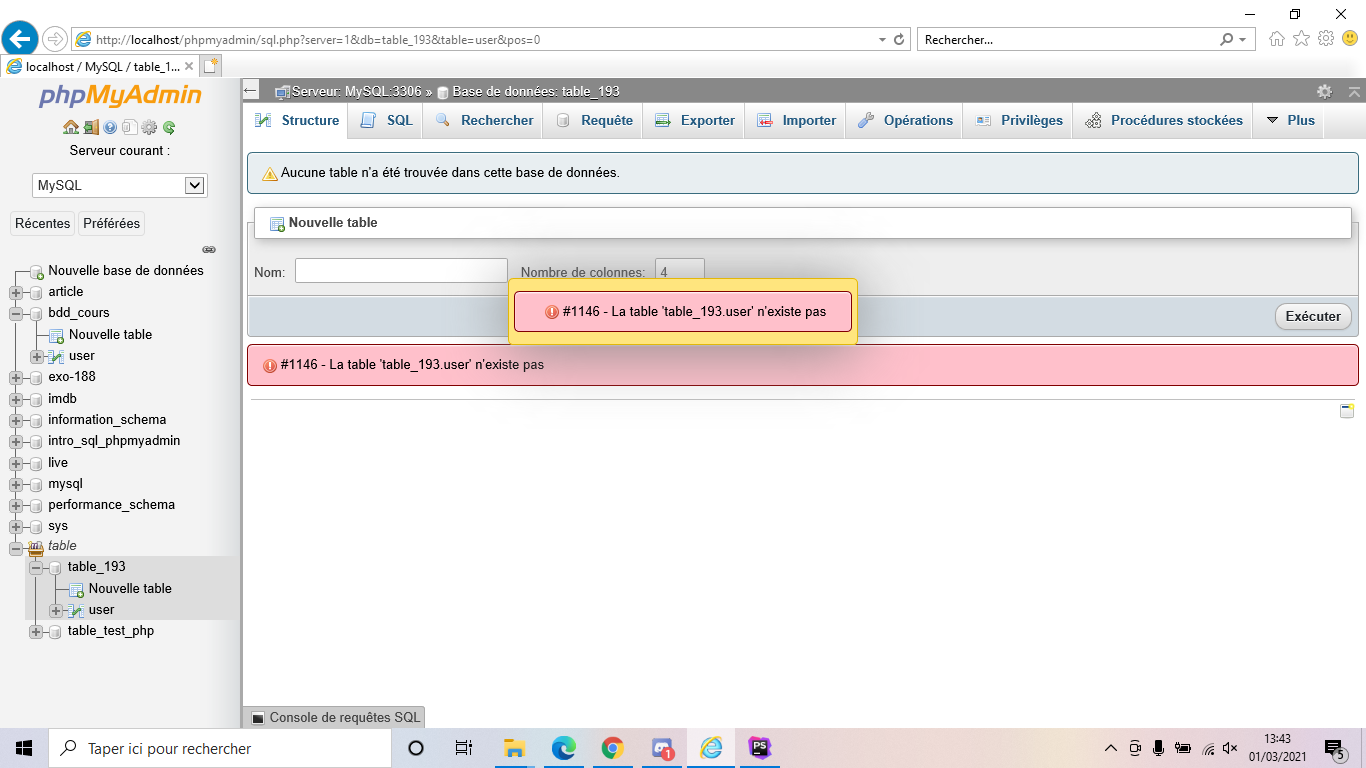 http://localhost/phpmyadmin/sql.php?server=1&db=table_193&table=user&pos=0
Rechercher...
localhost / MySQL / table_1...
phpMyAdmin
Serveur courant :
MySQL
Récentes
Préférées
Nouvelle base de données
article
bdd_cours
Nouvelle table
user
exo-188
imdb
information_schema
intro_sql_phpmyadmin
live
mysql
performance_schema
sys
table
table_193
Nouvelle table
user
table_test_php
Serveur: MySQL:3306 » Base de données: table_193
Structure SQL Rechercher Requête Exporter Importer Opérations Privilèges Procédures stockées Plus
Aucune table n'a été trouvée dans cette base de données.
Nouvelle table
Nom: Nombre de colonnes: 4
#1146 - La table 'table_193.user' n'existe pas
Exécuter
#1146 - La table 'table_193.user' n'existe pas
Console de requêtes SQL
Taper ici pour rechercher
1
PS
13:43
01/03/2021
5